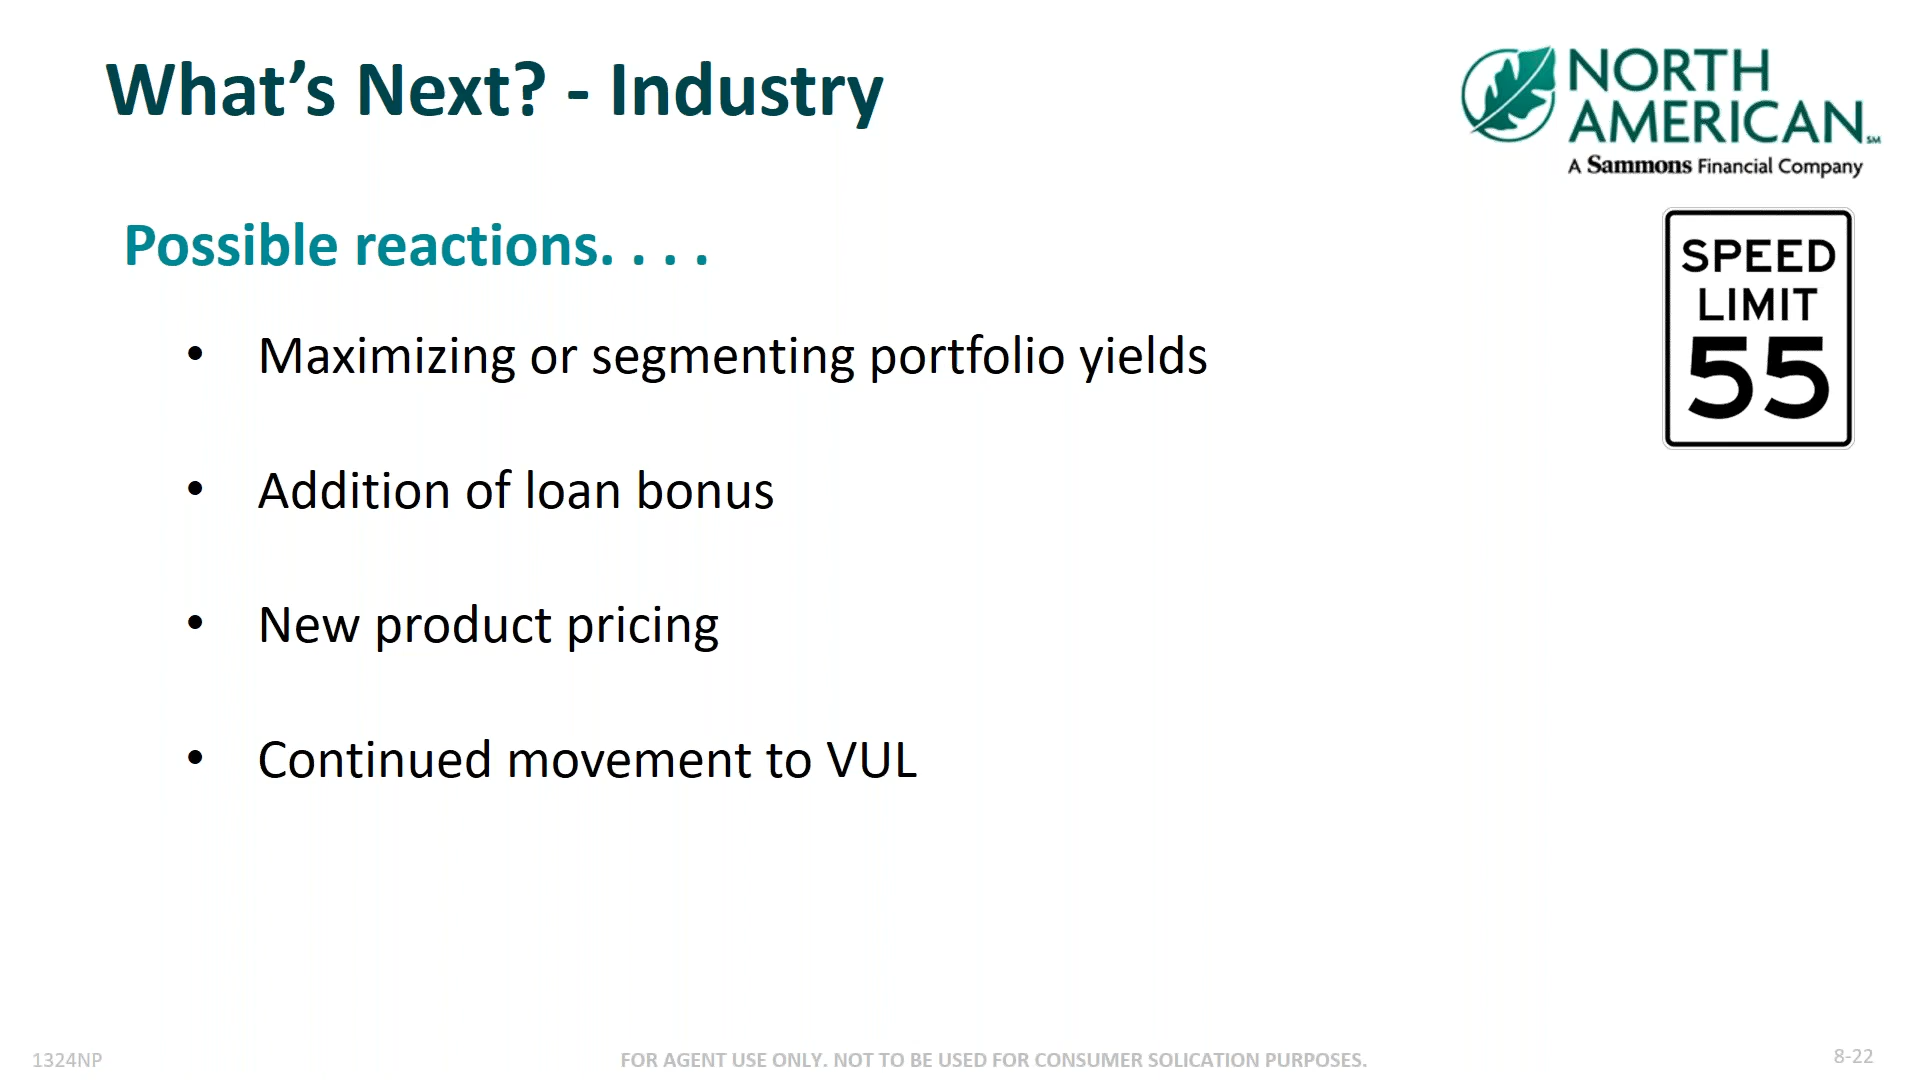 What’s Next? - Industry
NORTH
AMERICAN℠
A Sammons Financial Company
Possible reactions. . . .
SPEED
LIMIT
55
• Maximizing or segmenting portfolio yields
• Addition of loan bonus
• New product pricing
• Continued movement to VUL
1324NP
FOR AGENT USE ONLY. NOT TO BE USED FOR CONSUMER SOLICATION PURPOSES.
8-22